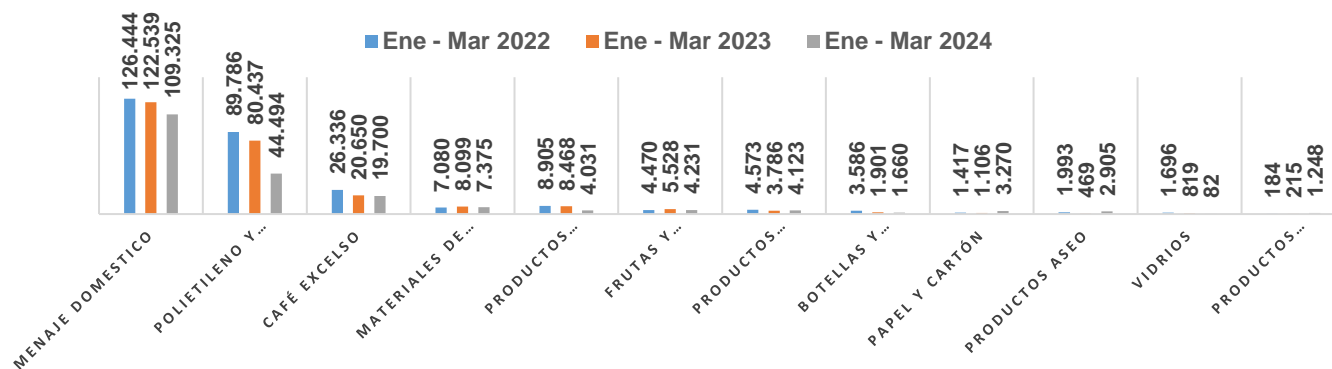 Ene - Mar 2022 Ene - Mar 2023 Ene - Mar 2024
126.444 122.539 109.325
89.786 80.437 44.494
26.336 20.650 19.700
7.080 8.099 7.375
8.905 8.468 4.031
4.470 5.528 4.231
4.573 3.786 4.123
3.586 1.901 1.660
1.417 1.106 3.270
1.993 469 2.905
1.696 819 82
184 215 1.248
MENAJE DOMESTICO
POLIETILENO Y…
CAFÉ EXCELSO
MATERIALES DE…
PRODUCTOS…
FRUTAS Y…
PRODUCTOS…
BOTELLAS Y…
PAPEL Y CARTÓN
PRODUCTOS ASEO
VIDRIOS
PRODUCTOS…